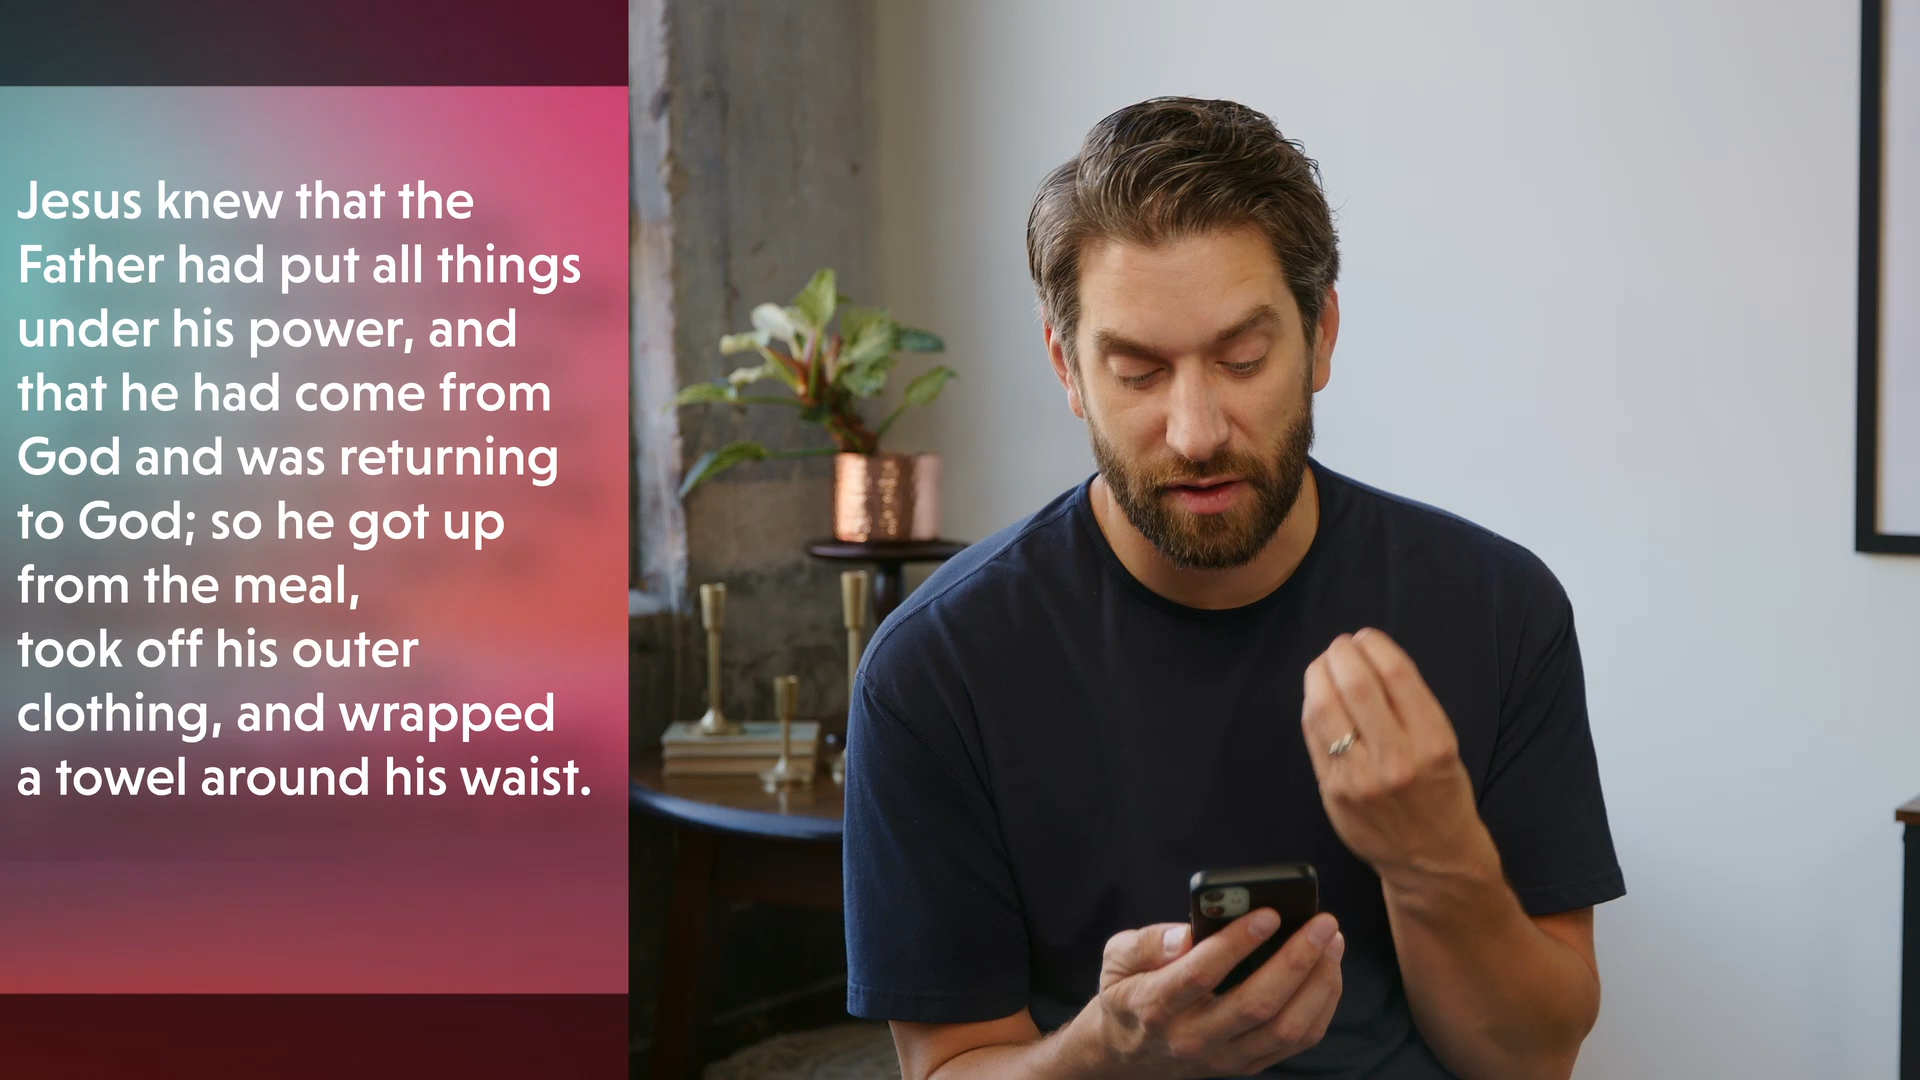 Jesus knew that the
Father had put all things
under his power, and
that he had come from
God and was returning
to God; so he got up
from the meal,
took off his outer
clothing, and wrapped
a towel around his waist.